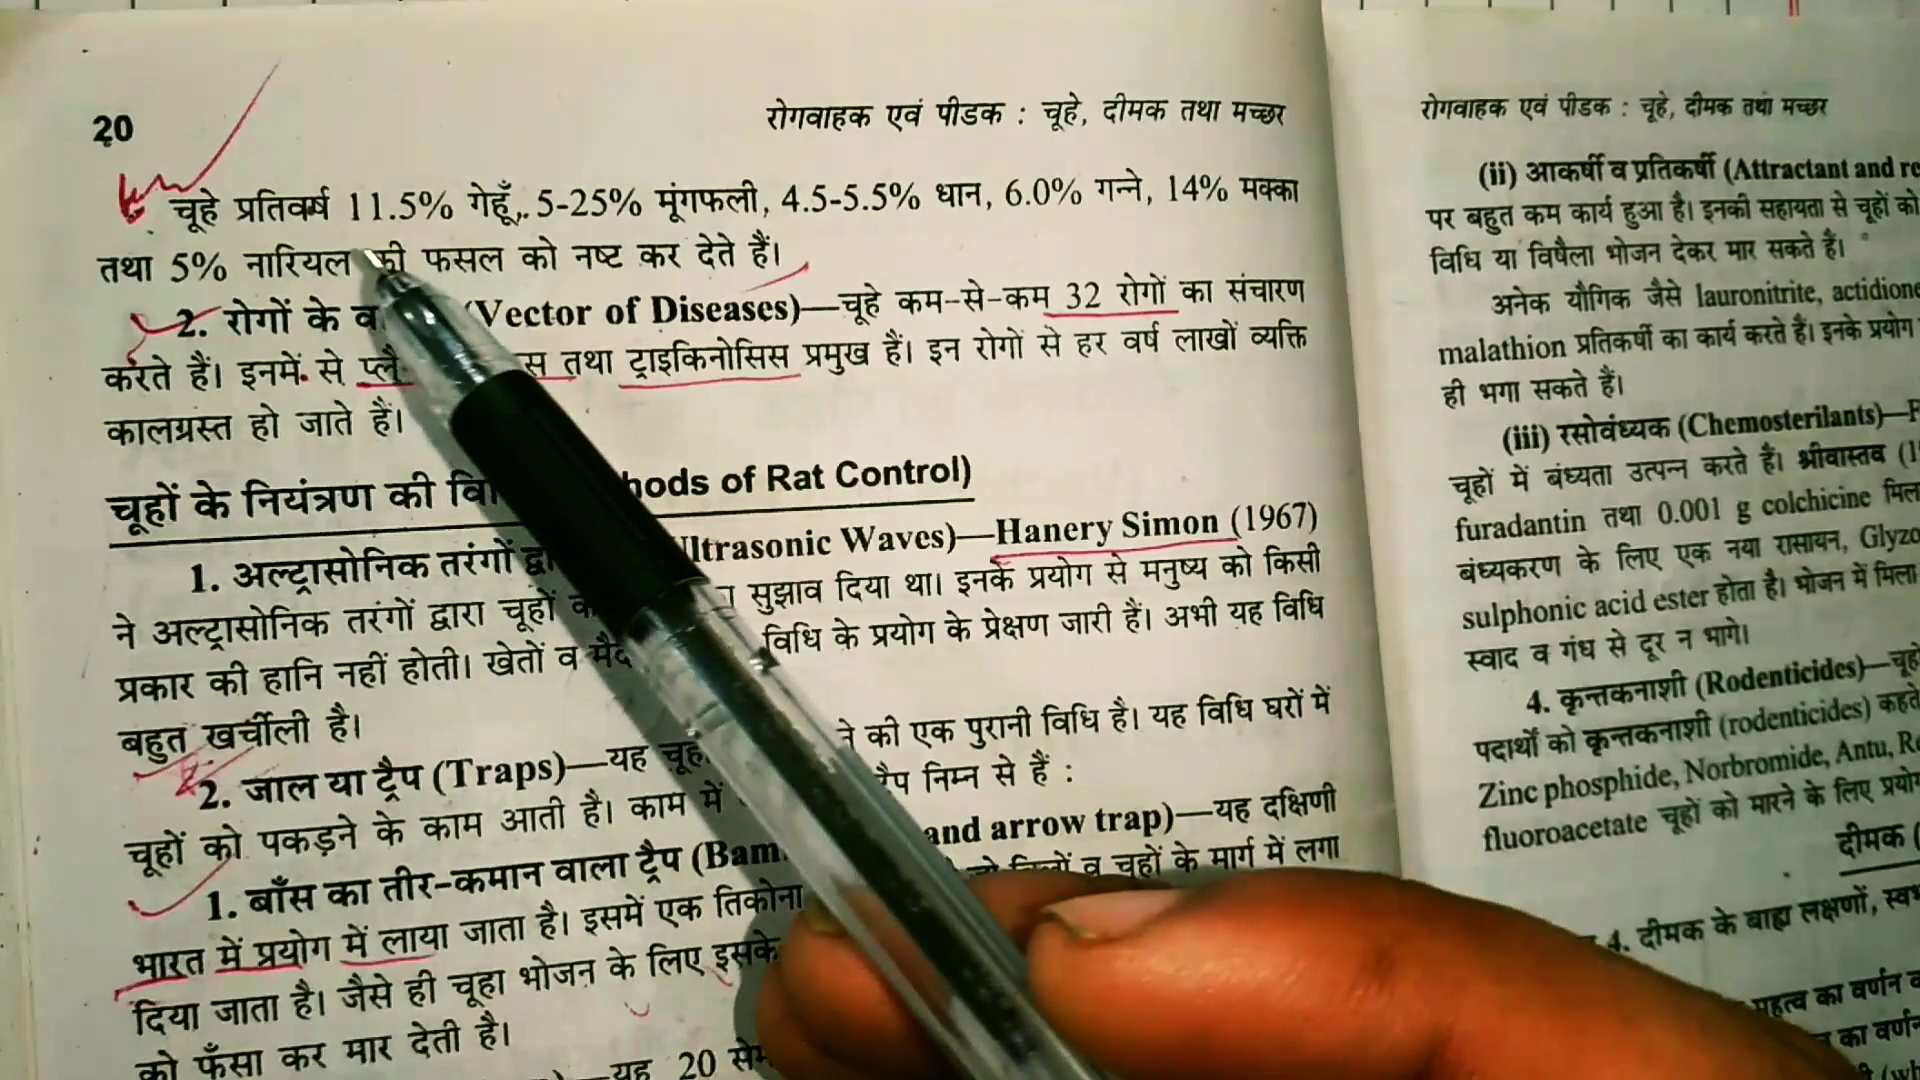 20
रोगवाहक एवं पीडक : चूहे, दीमक तथा मच्छर
चूहे प्रतिवर्ष 11.5% गेहूँ, 5-25% मूंगफली, 4.5-5.5% धान, 6.0% गन्ने, 14% मक्का
तथा 5% नारियल की फसल को नष्ट कर देते हैं।
2. रोगों के (Vector of Diseases)—चूहे कम-से-कम 32 रोगों का संचारण
करते हैं। इनमें से तथा ट्राइकिनोसिस प्रमुख हैं। इन रोगों से हर वर्ष लाखों व्यक्ति
कालग्रस्त हो जाते हैं।
चूहों के नियंत्रण की of Rat Control)
1. अल्ट्रासोनिक तरंगों Waves)—Hanery Simon (1967)
ने अल्ट्रासोनिक तरंगों द्वारा चूहों सुझाव दिया था। इनके प्रयोग से मनुष्य को किसी
प्रकार की हानि नहीं होती। खेतों व विधि के प्रयोग के प्रेक्षण जारी हैं। अभी यह विधि
बहुत खर्चीली है।
2. जाल या ट्रैप (Traps)—यह की एक पुरानी विधि है। यह विधि घरों में
चूहों को पकड़ने के काम आती है। काम में निम्न से हैं :
1. बाँस का तीर-कमान वाला ट्रैप and arrow trap)—यह दक्षिणी
भारत में प्रयोग में लाया जाता है। इसमें एक तिकोना व चूहों के मार्ग में लगा
दिया जाता है। जैसे ही चूहा भोजन के लिए इसके
को फँसा कर मार देती है।
यह 20
रोगवाहक एवं पीडक : चूहे, दीमक तथा मच्छर
(ii) आकर्षी व प्रतिकर्षी (Attractant and
पर बहुत कम कार्य हुआ है। इनकी सहायता से चूहों को
विधि या विषैला भोजन देकर मार सकते हैं।
अनेक यौगिक जैसे lauronitrite,
malathion प्रतिकर्षी का कार्य करते हैं। इनके प्रयोग
ही भगा सकते हैं।
(iii) रसोवंध्यक (Chemosterilants)—
चूहों में बंध्यता उत्पन्न करते हैं। श्रीवास्तव
furadantin तथा 0.001 g colchicine
बंध्यकरण के लिए एक नया रासायन,
sulphonic acid ester होता है। भोजन में मिला
स्वाद व गंध से दूर न भागे।
4. कृन्तकनाशी (Rodenticides)—
पदार्थों को कृन्तकनाशी (rodenticides)
Zinc phosphide, Norbromide, Antu,
fluoroacetate चूहों को मारने के लिए
दीमक
4. दीमक के बाह्य लक्षणों,
का वर्णन
का